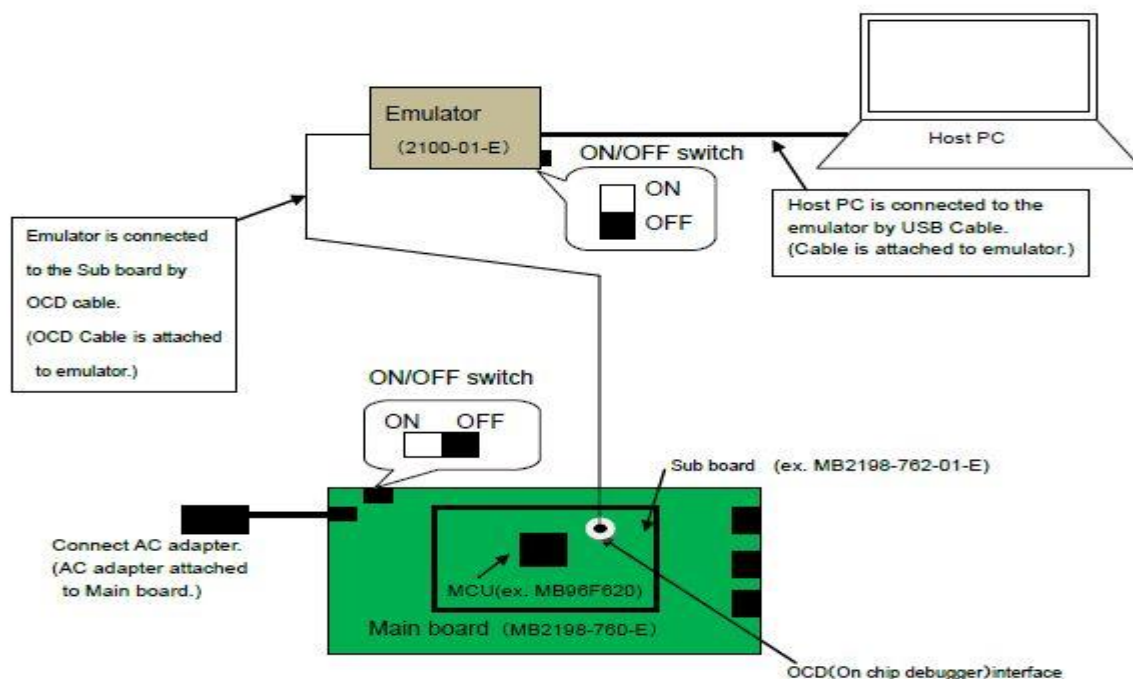 Emulator
(2100-01-E)
Host PC
ON/OFF switch
ON
OFF
Host PC is connected to the
emulator by USB Cable.
(Cable is attached to emulator.)
Emulator is connected
to the Sub board by
OCD cable.
(OCD Cable is attached
to emulator.)
ON/OFF switch
ON OFF
Sub board (ex. MB2198-762-01-E)
Connect AC adapter.
(AC adapter attached
to Main board.)
MCU(ex. MB96F620)
Main board (MB2198-760-E)
OCD(On chip debugger)interface